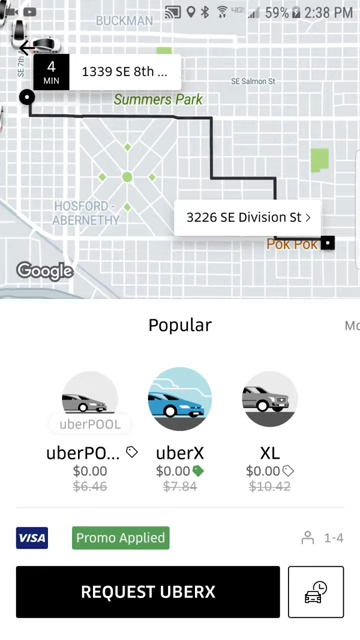 59% 2:38 PM
BUCKMAN
SE 7th
4
MIN
1339 SE 8th ...
SE Salmon St
Summers Park
HOSFORD -
ABERNETHY
3226 SE Division St >
Pok Pok
Google
Popular
Mo
uberPOOL
uberPO... uberX XL
$0.00 $0.00 $0.00
$6.46 $7.84 $10.42
VISA Promo Applied 1-4
REQUEST UBERX